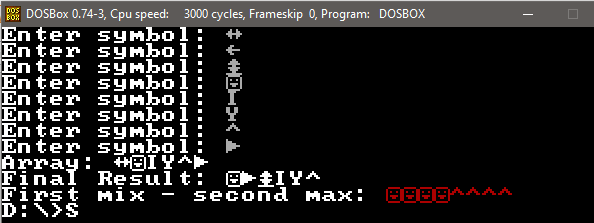 DOSBox 0.74-3, Cpu speed: 3000 cycles, Frameskip 0, Program: DOSBOX
Enter symbol: ↔
Enter symbol: ←
Enter symbol: ↨
Enter symbol: ☺
Enter symbol: I
Enter symbol: Y
Enter symbol: ^
Enter symbol: ►
Array: ↔☺IY^►
Final Result: ☺►↨IY^
First mix - second max: ☺☺☺☺^^^^
D:\>S